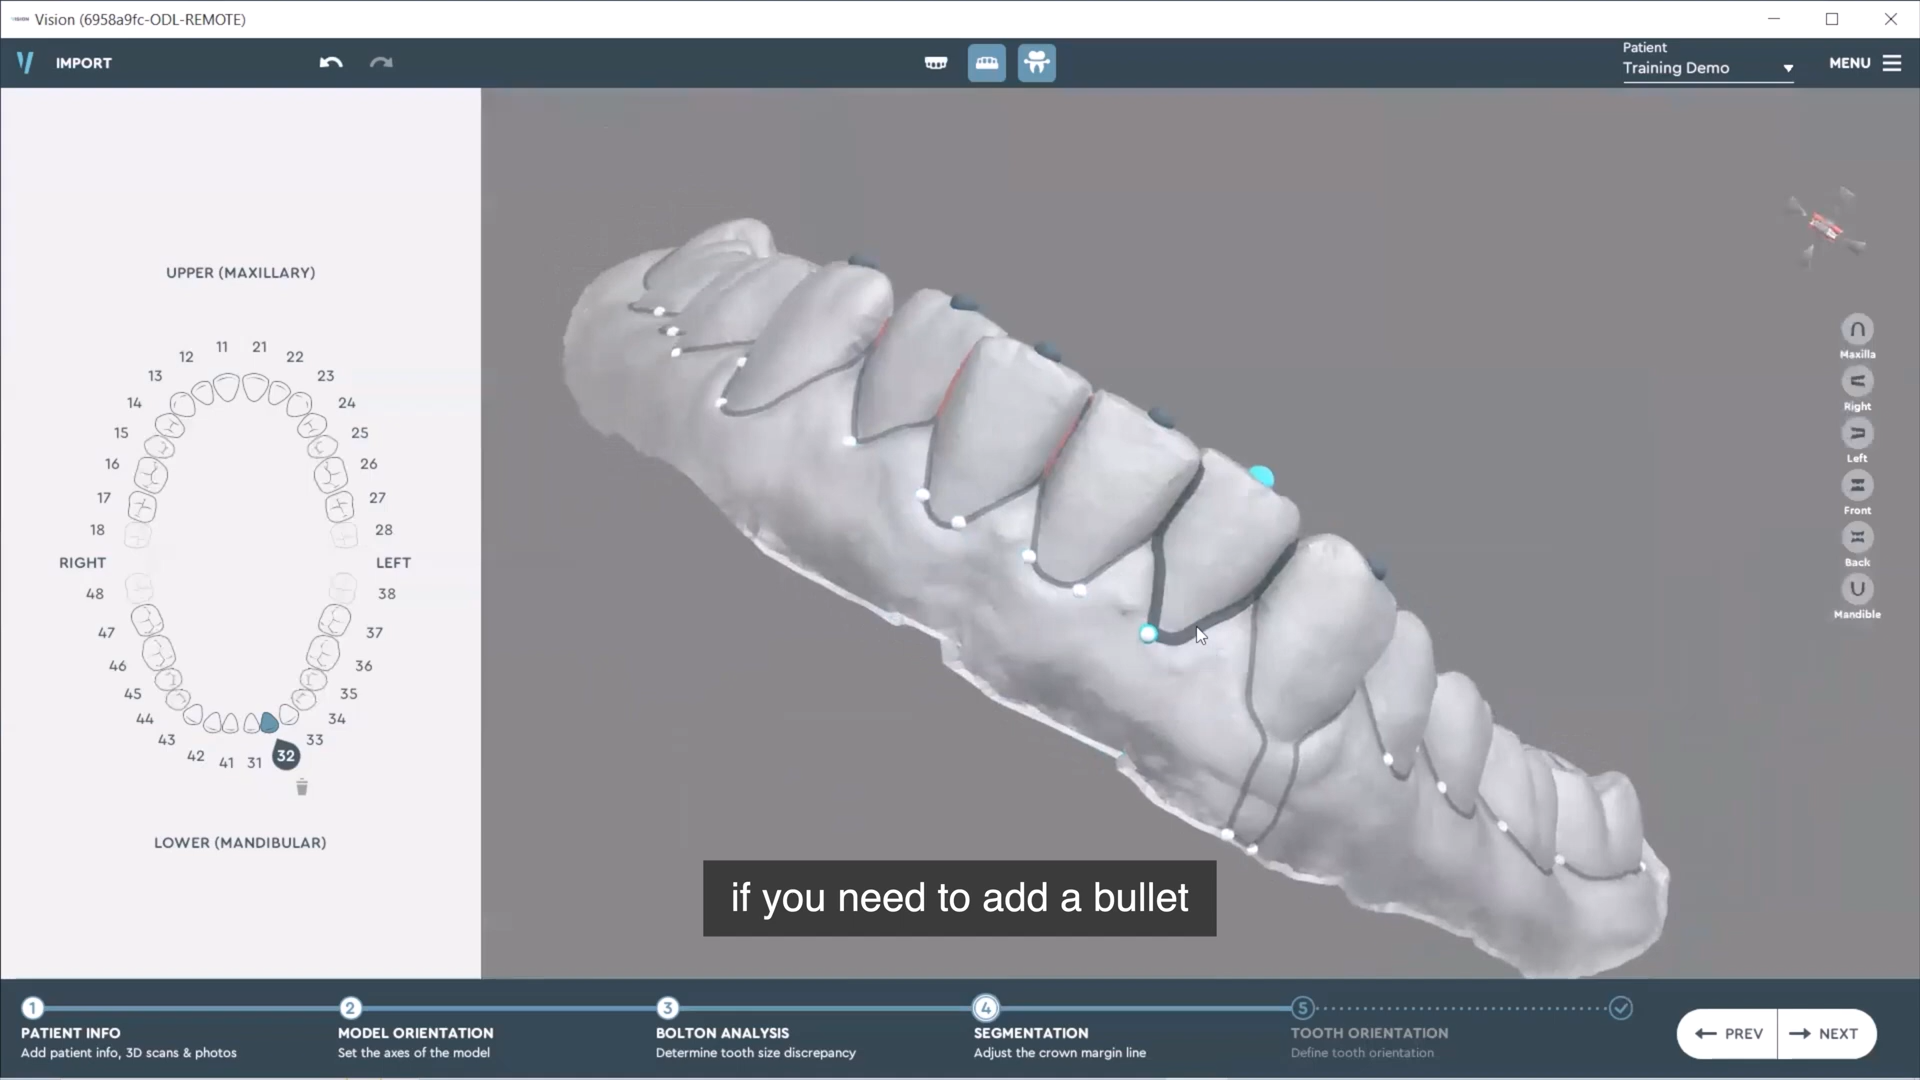 Vision (6958a9fc-ODL-REMOTE)
IMPORT
Patient
Training Demo
MENU
UPPER (MAXILLARY)
11 21
12 22
13 23
14 24
15 25
16 26
17 27
18 28
RIGHT LEFT
48 38
47 37
46 36
45 35
44 34
43 33
42 41 31 32
LOWER (MANDIBULAR)
Maxilla
Right
Left
Front
Back
Mandible
if you need to add a bullet
1 2 3 4 5
PATIENT INFO
Add patient info, 3D scans & photos
MODEL ORIENTATION
Set the axes of the model
BOLTON ANALYSIS
Determine tooth size discrepancy
SEGMENTATION
Adjust the crown margin line
TOOTH ORIENTATION
Define tooth orientation
PREV
NEXT